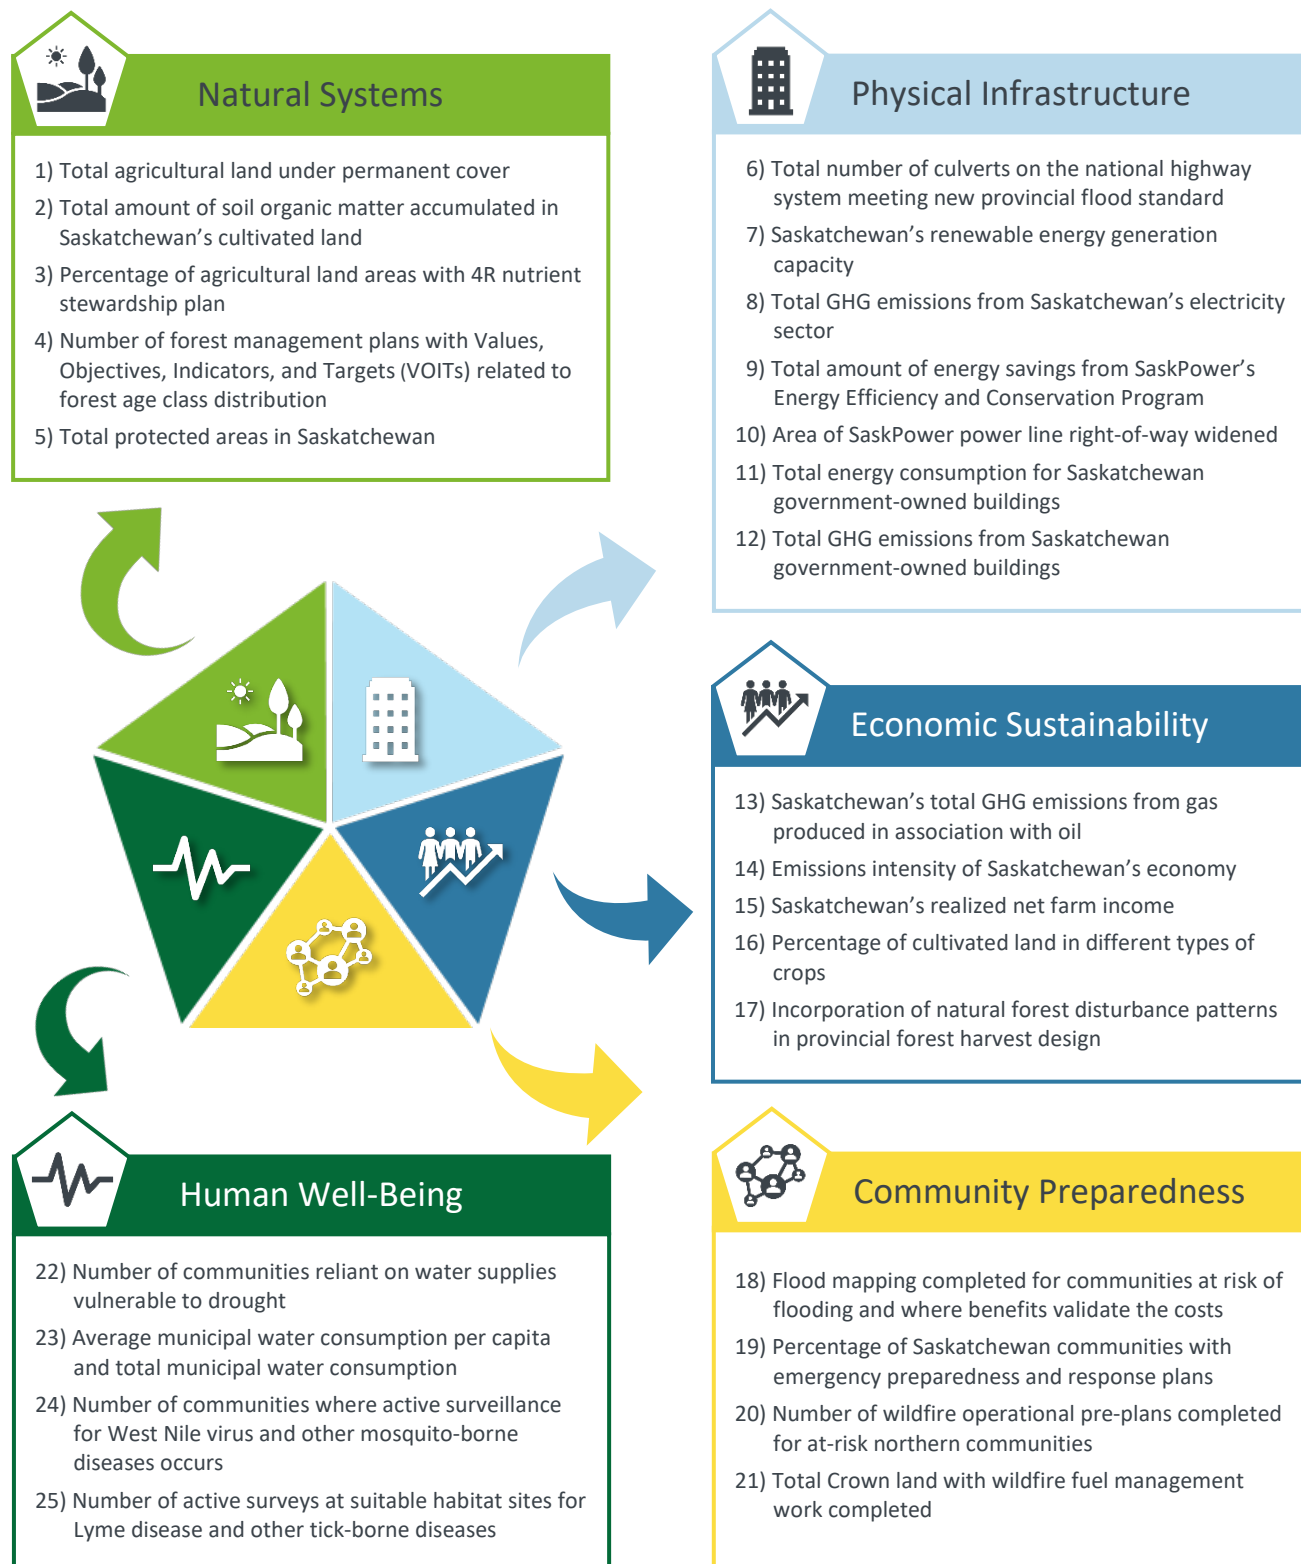 Natural Systems
1) Total agricultural land under permanent cover
2) Total amount of soil organic matter accumulated in
Saskatchewan’s cultivated land
3) Percentage of agricultural land areas with 4R nutrient
stewardship plan
4) Number of forest management plans with Values,
Objectives, Indicators, and Targets (VOITs) related to
forest age class distribution
5) Total protected areas in Saskatchewan
Physical Infrastructure
6) Total number of culverts on the national highway
system meeting new provincial flood standard
7) Saskatchewan’s renewable energy generation
capacity
8) Total GHG emissions from Saskatchewan’s electricity
sector
9) Total amount of energy savings from SaskPower’s
Energy Efficiency and Conservation Program
10) Area of SaskPower power line right-of-way widened
11) Total energy consumption for Saskatchewan
government-owned buildings
12) Total GHG emissions from Saskatchewan
government-owned buildings
Economic Sustainability
13) Saskatchewan’s total GHG emissions from gas
produced in association with oil
14) Emissions intensity of Saskatchewan’s economy
15) Saskatchewan’s realized net farm income
16) Percentage of cultivated land in different types of
crops
17) Incorporation of natural forest disturbance patterns
in provincial forest harvest design
Community Preparedness
18) Flood mapping completed for communities at risk of
flooding and where benefits validate the costs
19) Percentage of Saskatchewan communities with
emergency preparedness and response plans
20) Number of wildfire operational pre-plans completed
for at-risk northern communities
21) Total Crown land with wildfire fuel management
work completed
Human Well-Being
22) Number of communities reliant on water supplies
vulnerable to drought
23) Average municipal water consumption per capita
and total municipal water consumption
24) Number of communities where active surveillance
for West Nile virus and other mosquito-borne
diseases occurs
25) Number of active surveys at suitable habitat sites for
Lyme disease and other tick-borne diseases